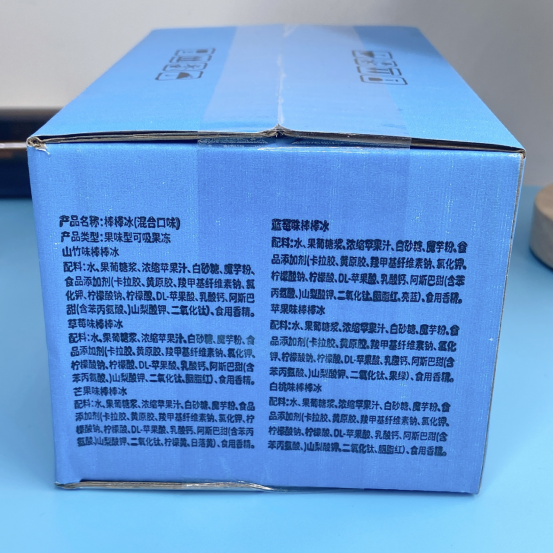 产品名称:棒棒冰(混合口味)
产品类型:果味型可吸果冻
山竹味棒棒冰
配料:水、果葡糖浆、浓缩苹果汁、白砂糖、魔芋粉、
食品添加剂(卡拉胶、黄原胶、羧甲基纤维素钠、氯化
钾、柠檬酸钠、柠檬酸、DL-苹果酸、乳酸钙、阿斯巴
甜(含苯丙氨酸、)山梨酸钾、二氧化钛)、食用香精。
草莓味棒棒冰
配料:水、果葡糖浆、浓缩苹果汁、白砂糖、魔芋粉、食
品添加剂(卡拉胶、黄原胶、羧甲基纤维素钠、氯化钾、
柠檬酸钠、柠檬酸、DL-苹果酸、乳酸钙、阿斯巴甜(含
苯丙氨酸、)山梨酸钾、二氧化钛、胭脂红)、食用香精。
芒果味棒棒冰
配料:水、果葡糖浆、浓缩苹果汁、白砂糖、魔芋粉、食品
添加剂(卡拉胶、黄原胶、羧甲基纤维素钠、氯化钾、柠
檬酸钠、柠檬酸、DL-苹果酸、乳酸钙、阿斯巴甜(含苯丙
氨酸、)山梨酸钾、二氧化钛、柠檬黄、日落黄)、食用香精。
蓝莓味棒棒冰
配料:水、果葡糖浆、浓缩苹果汁、白砂糖、魔芋粉、食
品添加剂(卡拉胶、黄原胶、羧甲基纤维素钠、氯化钾、
柠檬酸钠、柠檬酸、DL-苹果酸、乳酸钙、阿斯巴甜(含苯
丙氨酸、)山梨酸钾、二氧化钛、胭脂红、亮蓝)、食用香精。
苹果味棒棒冰
配料:水、果葡糖浆、浓缩苹果汁、白砂糖、魔芋粉、食
品添加剂(卡拉胶、黄原胶、羧甲基纤维素钠、氯化
钾、柠檬酸钠、柠檬酸、DL-苹果酸、乳酸钙、阿斯巴甜(含
苯丙氨酸、)山梨酸钾、二氧化钛、果绿)、食用香精。
白桃味棒棒冰
配料:水、果葡糖浆、浓缩苹果汁、白砂糖、魔芋粉、食
品添加剂(卡拉胶、黄原胶、羧甲基纤维素钠、氯化钾、
柠檬酸钠、柠檬酸、DL-苹果酸、乳酸钙、阿斯巴甜(含
苯丙氨酸、)山梨酸钾、二氧化钛、胭脂红)、食用香精。